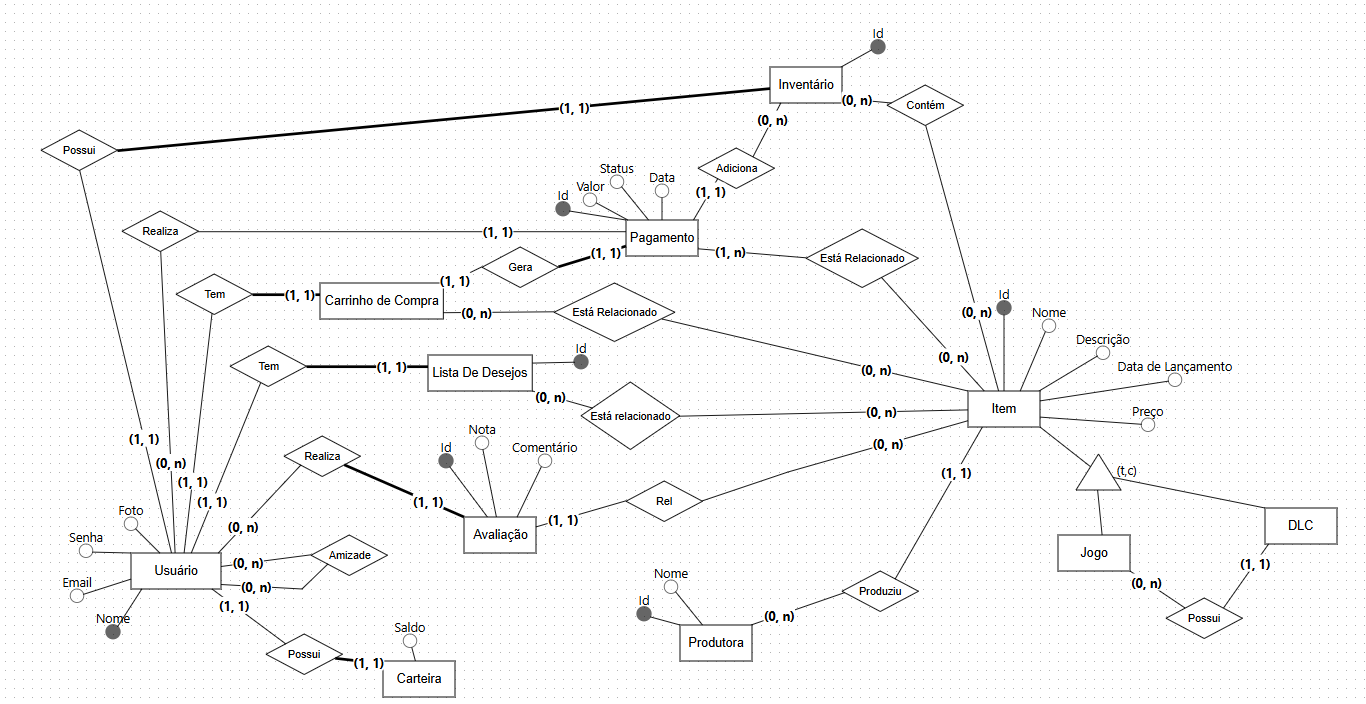 Id
Inventário
(0, n)
Contém
(1, 1)
(0, n)
Possui
Adiciona
Status
Data
Valor
(1, 1)
Id
Realiza
(1, 1)
Pagamento
(1, n)
Está Relacionado
(1, 1)
Gera
(1, 1)
Tem
(1, 1)
Carrinho de Compra
(0, n)
Está Relacionado
(0, n)
Id
Nome
Descrição
Data de Lançamento
Preço
(0, n)
(0, n)
Tem
(1, 1)
Lista De Desejos
Id
(0, n)
Está relacionado
(0, n)
Item
(0, n)
(1, 1)
(0, n)
(1, 1)
(1, 1)
(0, n)
Realiza
(1, 1)
Id
Nota
Comentário
Avaliação
(1, 1)
Rel
(1, 1)
(t,c)
DLC
Jogo
(1, 1)
(0, n)
Possui
Foto
Senha
Email
Nome
Usuário
(0, n)
(0, n)
Amizade
(1, 1)
Possui
(1, 1)
Saldo
Carteira
Nome
Id
Produtora
(0, n)
Produziu